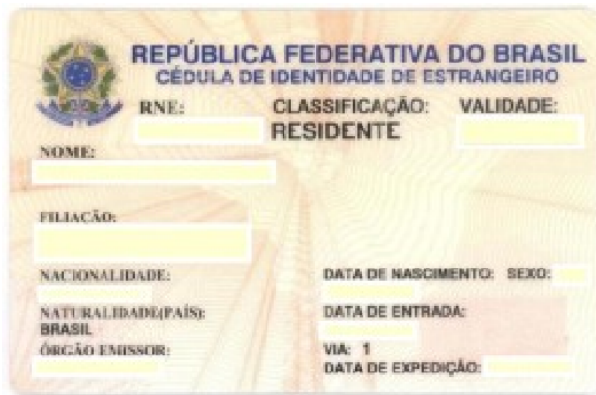 REPÚBLICA FEDERATIVA DO BRASIL
CÉDULA DE IDENTIDADE DE ESTRANGEIRO
RNE: CLASSIFICAÇÃO: VALIDADE:
RESIDENTE
NOME:
FILIAÇÃO:
NACIONALIDADE: DATA DE NASCIMENTO: SEXO:
NATURALIDADE(PAÍS): DATA DE ENTRADA:
BRASIL
ÓRGÃO EMISSOR: VIA: 1
DATA DE EXPEDIÇÃO: